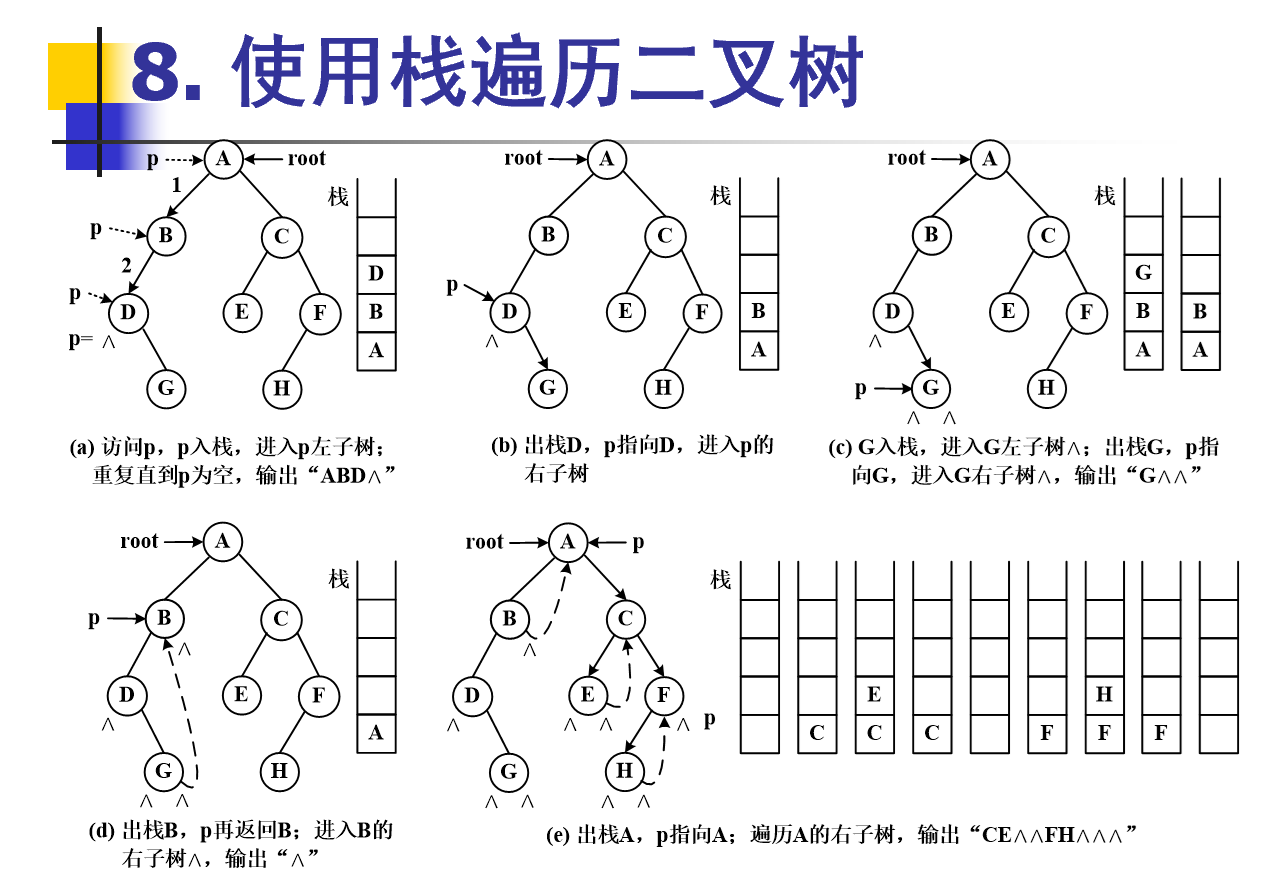 8. 使用栈遍历二叉树
p A root
1
栈
p B C
2
D
p D E F B
p= ∧ A
G H
root A
栈
B C
p D E F B
∧ A
G H
root A
栈
B C
G
D E F B B
∧ A A
p G H
∧ ∧
(a) 访问p，p入栈，进入p左子树；
重复直到p为空，输出“ABD∧”
(b) 出栈D，p指向D，进入p的
右子树
(c) G入栈，进入G左子树∧；出栈G，p指
向G，进入G右子树∧，输出“G∧∧”
root A
栈
p B C
∧
D E F
∧ A
G H
∧ ∧
root A p
栈
B C
∧
D E F E H
∧ ∧ ∧ ∧ p C C C F F F
G H
∧ ∧ ∧ ∧
(d) 出栈B，p再返回B；进入B的
右子树∧，输出“∧”
(e) 出栈A，p指向A；遍历A的右子树，输出“CE∧∧FH∧∧∧”